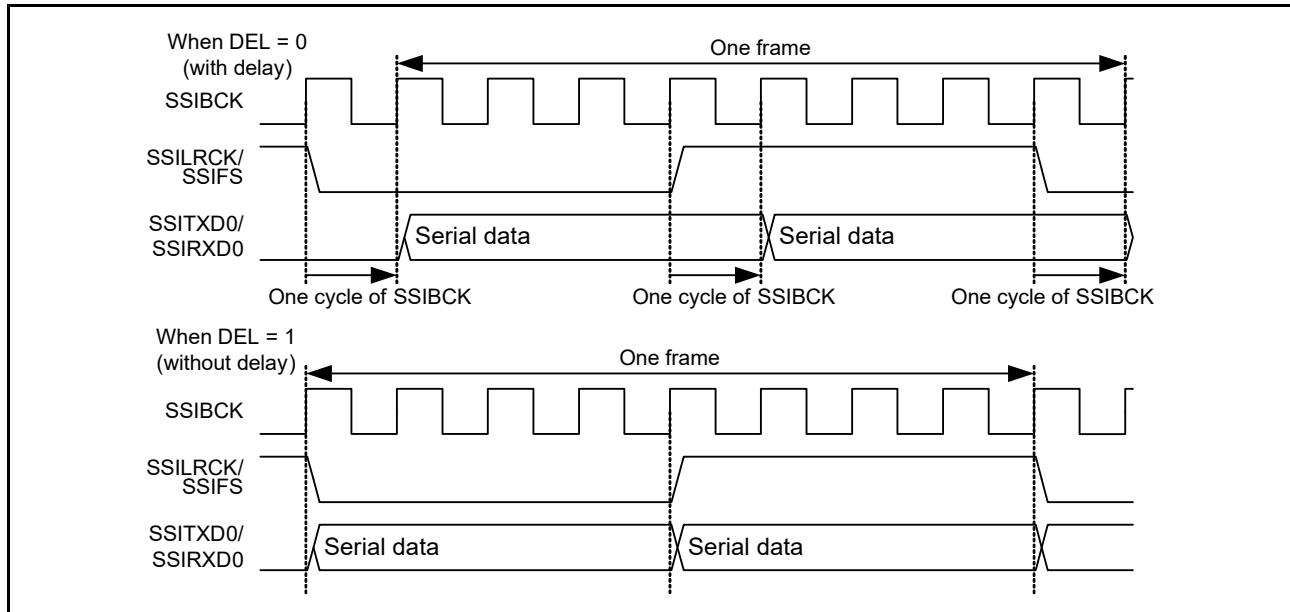 When DEL = 0
(with delay)
One frame
SSIBCK
SSILRCK/
SSIFS
SSITXD0/
SSIRXD0
Serial data
Serial data
One cycle of SSIBCK
One cycle of SSIBCK
One cycle of SSIBCK
When DEL = 1
(without delay)
One frame
SSIBCK
SSILRCK/
SSIFS
SSITXD0/
SSIRXD0
Serial data
Serial data